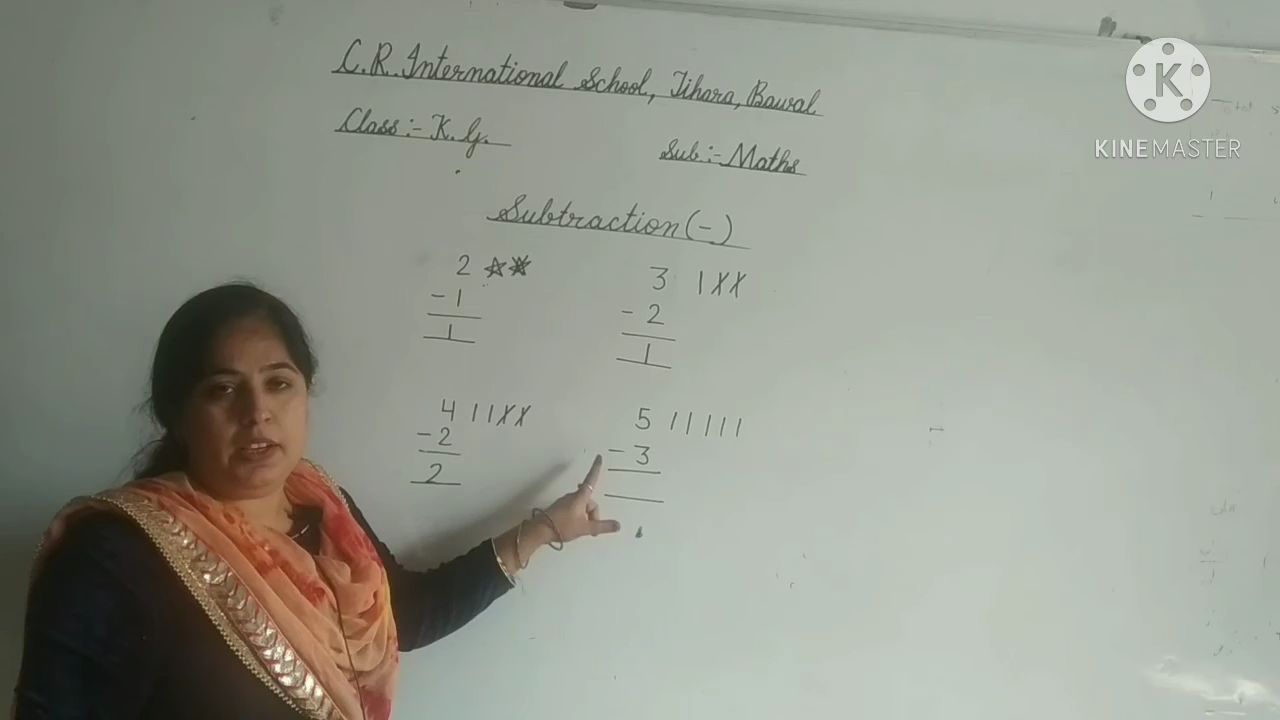 C.R. International School, Tihara, Bawal
Class :- K.G.
Sub :- Maths
Subtraction (-)
2
- 1
1
3
- 2
1
4
- 2
2
5
- 3
K
KINEMASTER